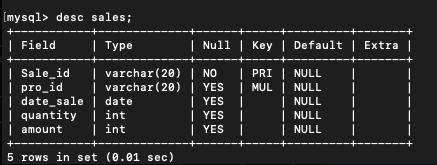 mysql> desc sales;
+-----------+-------------+------+-----+---------+-------+
| Field | Type | Null | Key | Default | Extra |
+-----------+-------------+------+-----+---------+-------+
| Sale_id | varchar(20) | NO | PRI | NULL | |
| pro_id | varchar(20) | YES | MUL | NULL | |
| date_sale | date | YES | | NULL | |
| quantity | int | YES | | NULL | |
| amount | int | YES | | NULL | |
+-----------+-------------+------+-----+---------+-------+
5 rows in set (0.01 sec)